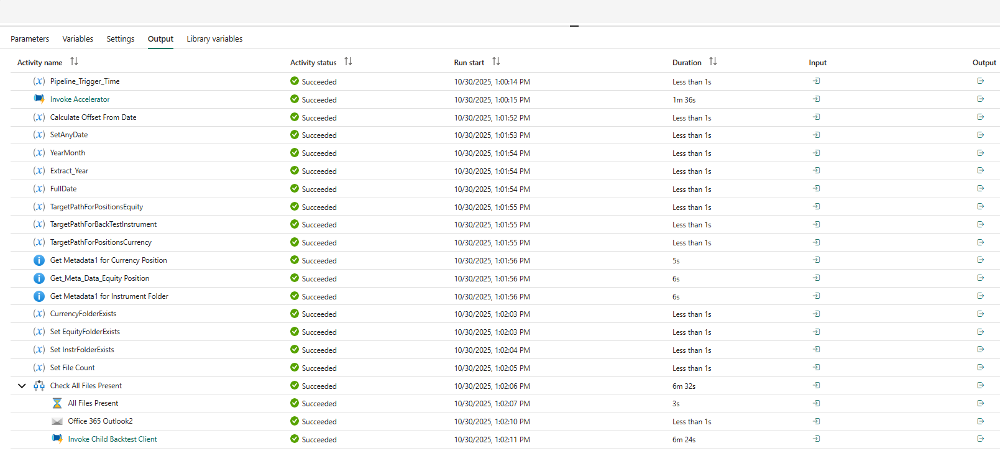 Parameters Variables Settings Output Library variables
Activity name Activity status Run start Duration Input Output
(x) Pipeline_Trigger_Time Succeeded 10/30/2025, 1:00:14 PM Less than 1s
Invoke Accelerator Succeeded 10/30/2025, 1:00:15 PM 1m 36s
(x) Calculate Offset From Date Succeeded 10/30/2025, 1:01:52 PM Less than 1s
(x) SetAnyDate Succeeded 10/30/2025, 1:01:53 PM Less than 1s
(x) YearMonth Succeeded 10/30/2025, 1:01:54 PM Less than 1s
(x) Extract_Year Succeeded 10/30/2025, 1:01:54 PM Less than 1s
(x) FullDate Succeeded 10/30/2025, 1:01:54 PM Less than 1s
(x) TargetPathForPositionsEquity Succeeded 10/30/2025, 1:01:55 PM Less than 1s
(x) TargetPathForBackTestInstrument Succeeded 10/30/2025, 1:01:55 PM Less than 1s
(x) TargetPathForPositionsCurrency Succeeded 10/30/2025, 1:01:55 PM Less than 1s
Get Metadata1 for Currency Position Succeeded 10/30/2025, 1:01:56 PM 5s
Get_Meta_Data_Equity Position Succeeded 10/30/2025, 1:01:56 PM 6s
Get Metadata1 for Instrument Folder Succeeded 10/30/2025, 1:01:56 PM 6s
(x) CurrencyFolderExists Succeeded 10/30/2025, 1:02:03 PM Less than 1s
(x) Set EquityFolderExists Succeeded 10/30/2025, 1:02:03 PM Less than 1s
(x) Set InstrFolderExists Succeeded 10/30/2025, 1:02:04 PM Less than 1s
(x) Set File Count Succeeded 10/30/2025, 1:02:05 PM Less than 1s
Check All Files Present Succeeded 10/30/2025, 1:02:06 PM 6m 32s
All Files Present Succeeded 10/30/2025, 1:02:07 PM 3s
Office 365 Outlook2 Succeeded 10/30/2025, 1:02:10 PM Less than 1s
Invoke Child Backtest Client Succeeded 10/30/2025, 1:02:11 PM 6m 24s